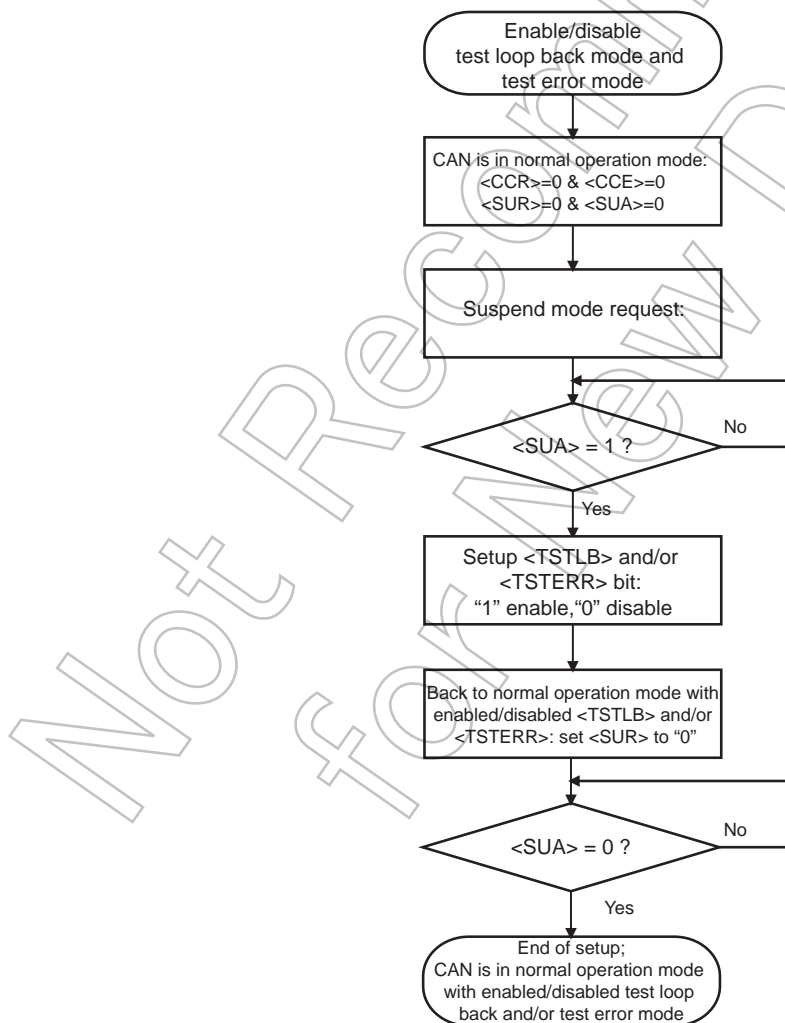 Enable/disable
test loop back mode and
test error mode
CAN is in normal operation mode:
<CCR>=0 & <CCE>=0
<SUR>=0 & <SUA>=0
Suspend mode request:
<SUA> = 1 ?
No
Yes
Setup <TSTLB> and/or
<TSTERR> bit:
“1” enable,“0” disable
Back to normal operation mode with
enabled/disabled <TSTLB> and/or
<TSTERR>: set <SUR> to “0”
<SUA> = 0 ?
No
Yes
End of setup;
CAN is in normal operation mode
with enabled/disabled test loop
back and/or test error mode
Not Recomm
for New D